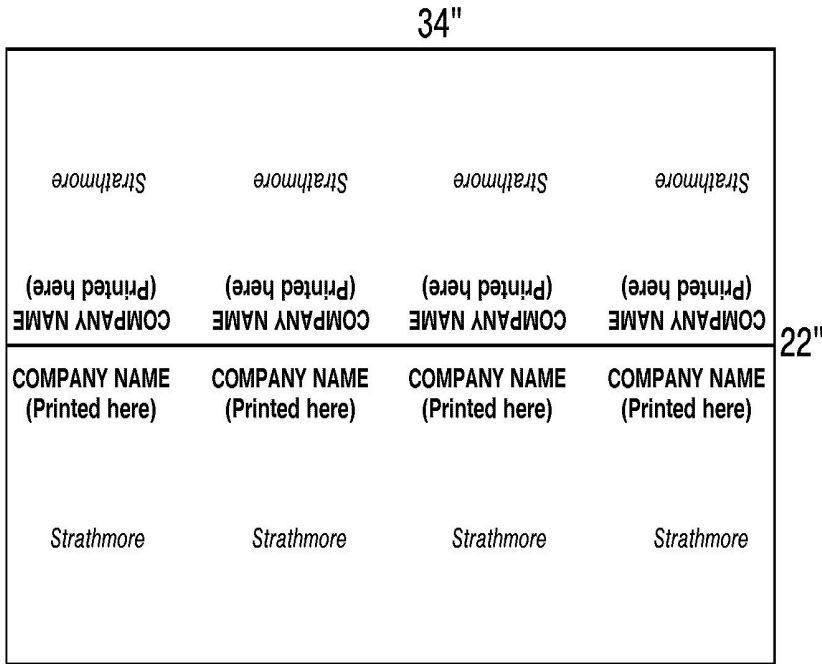 34"
Strathmore Strathmore Strathmore Strathmore
(Printed here) (Printed here) (Printed here) (Printed here)
COMPANY NAME COMPANY NAME COMPANY NAME COMPANY NAME
22"
COMPANY NAME COMPANY NAME COMPANY NAME COMPANY NAME
(Printed here) (Printed here) (Printed here) (Printed here)
Strathmore Strathmore Strathmore Strathmore